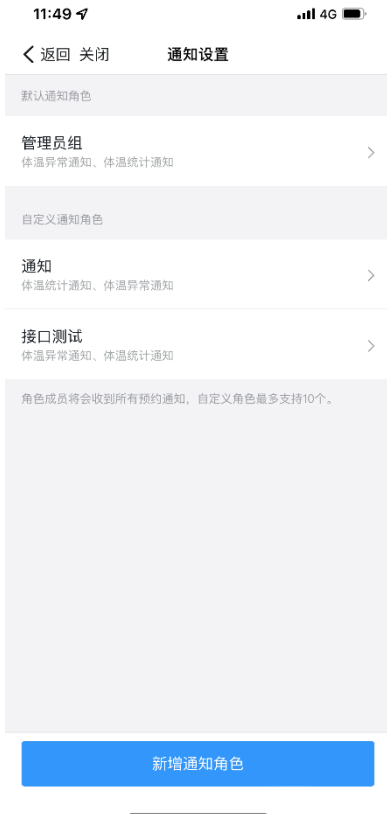 11:49 4G
返回 关闭 通知设置
默认通知角色
管理员组
体温异常通知、体温统计通知
自定义通知角色
通知
体温统计通知、体温异常通知
接口测试
体温异常通知、体温统计通知
角色成员将会收到所有预约通知，自定义角色最多支持10个。
新增通知角色